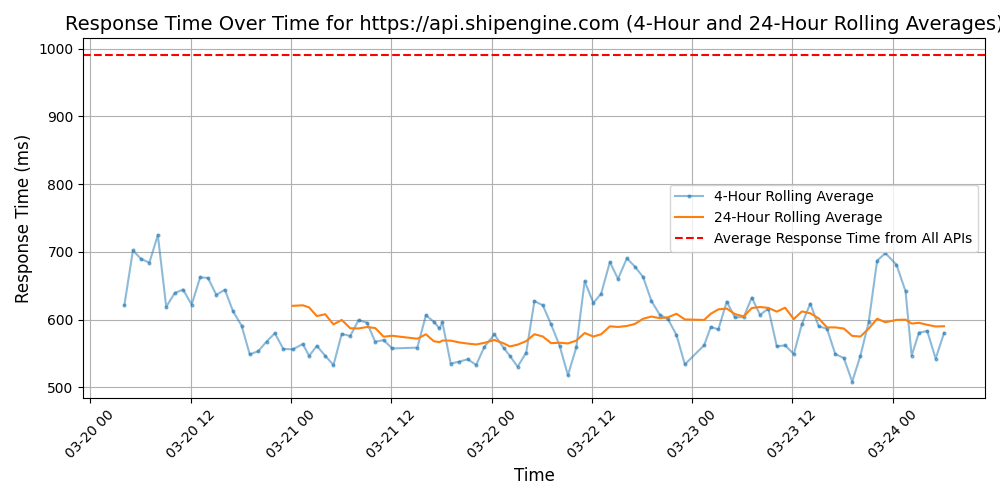 Response Time Over Time for https://api.shipengine.com (4-Hour and 24-Hour Rolling Averages)
Response Time (ms)
1000
900
800
700
600
500
4-Hour Rolling Average
24-Hour Rolling Average
Average Response Time from All APIs
03-20 00
03-20 12
03-21 00
03-21 12
03-22 00
03-22 12
03-23 00
03-23 12
03-24 00
Time